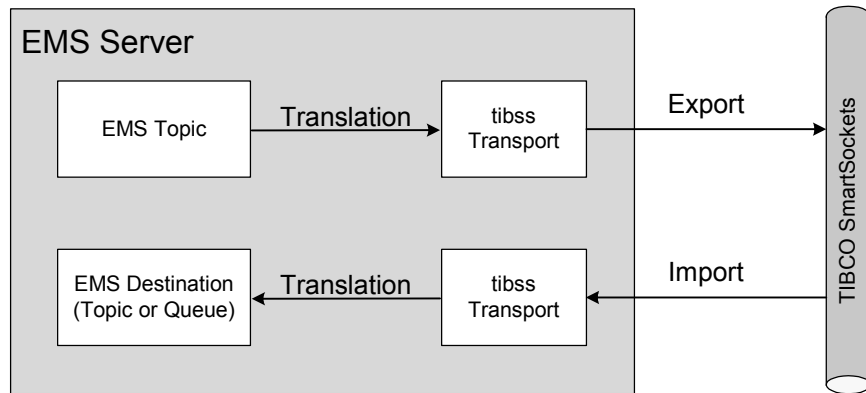 EMS Server
EMS Topic
Translation
tibss
Transport
Export
EMS Destination
(Topic or Queue)
Translation
tibss
Transport
Import
TIBCO SmartSockets